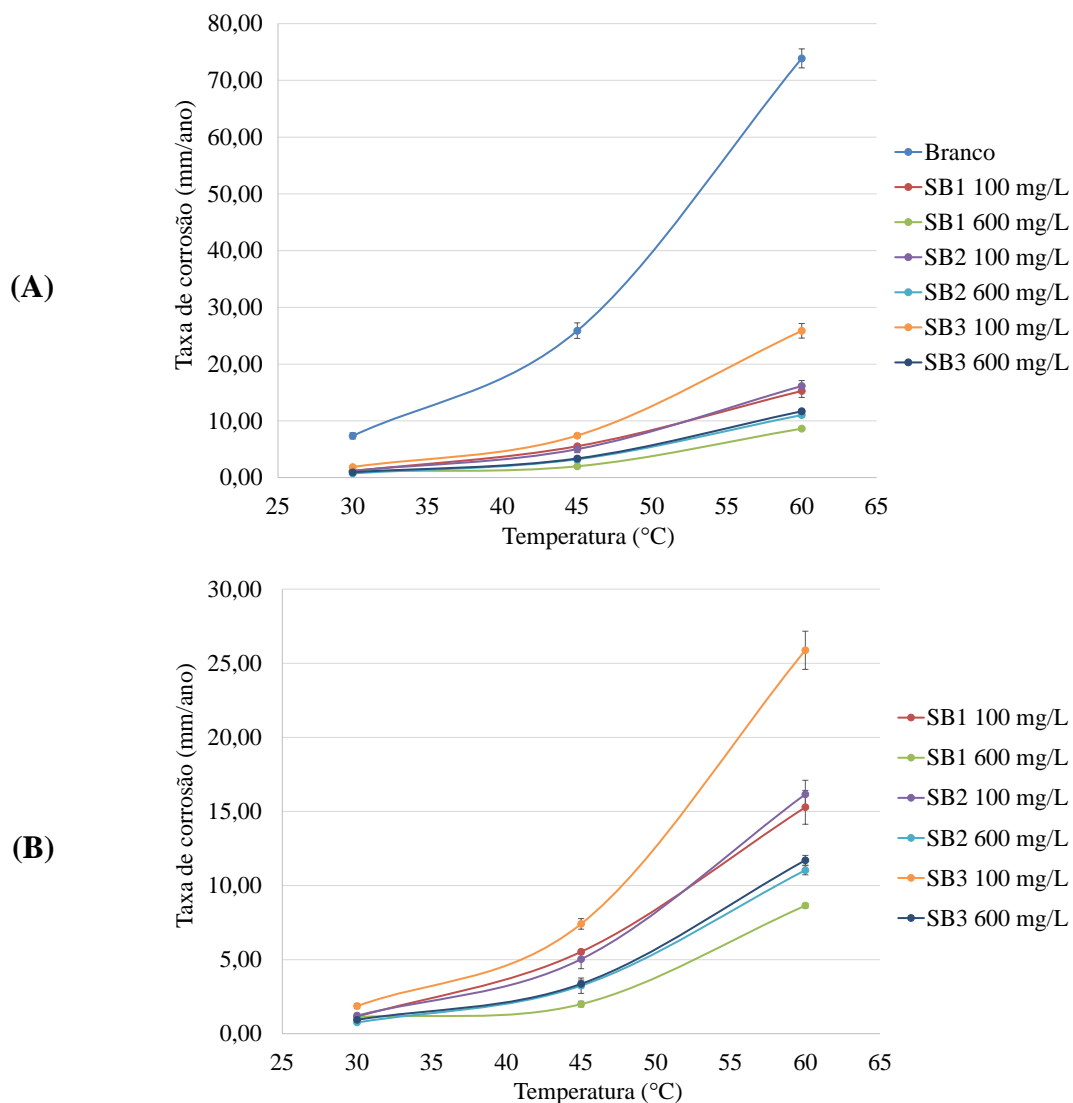 (A)
Taxa de corrosão (mm/ano)
80,00
70,00
60,00
50,00
40,00
30,00
20,00
10,00
0,00
25 30 35 40 45 50 55 60 65
Temperatura (°C)
Branco
SB1 100 mg/L
SB1 600 mg/L
SB2 100 mg/L
SB2 600 mg/L
SB3 100 mg/L
SB3 600 mg/L
(B)
Taxa de corrosão (mm/ano)
30,00
25,00
20,00
15,00
10,00
5,00
0,00
25 30 35 40 45 50 55 60 65
Temperatura (°C)
SB1 100 mg/L
SB1 600 mg/L
SB2 100 mg/L
SB2 600 mg/L
SB3 100 mg/L
SB3 600 mg/L